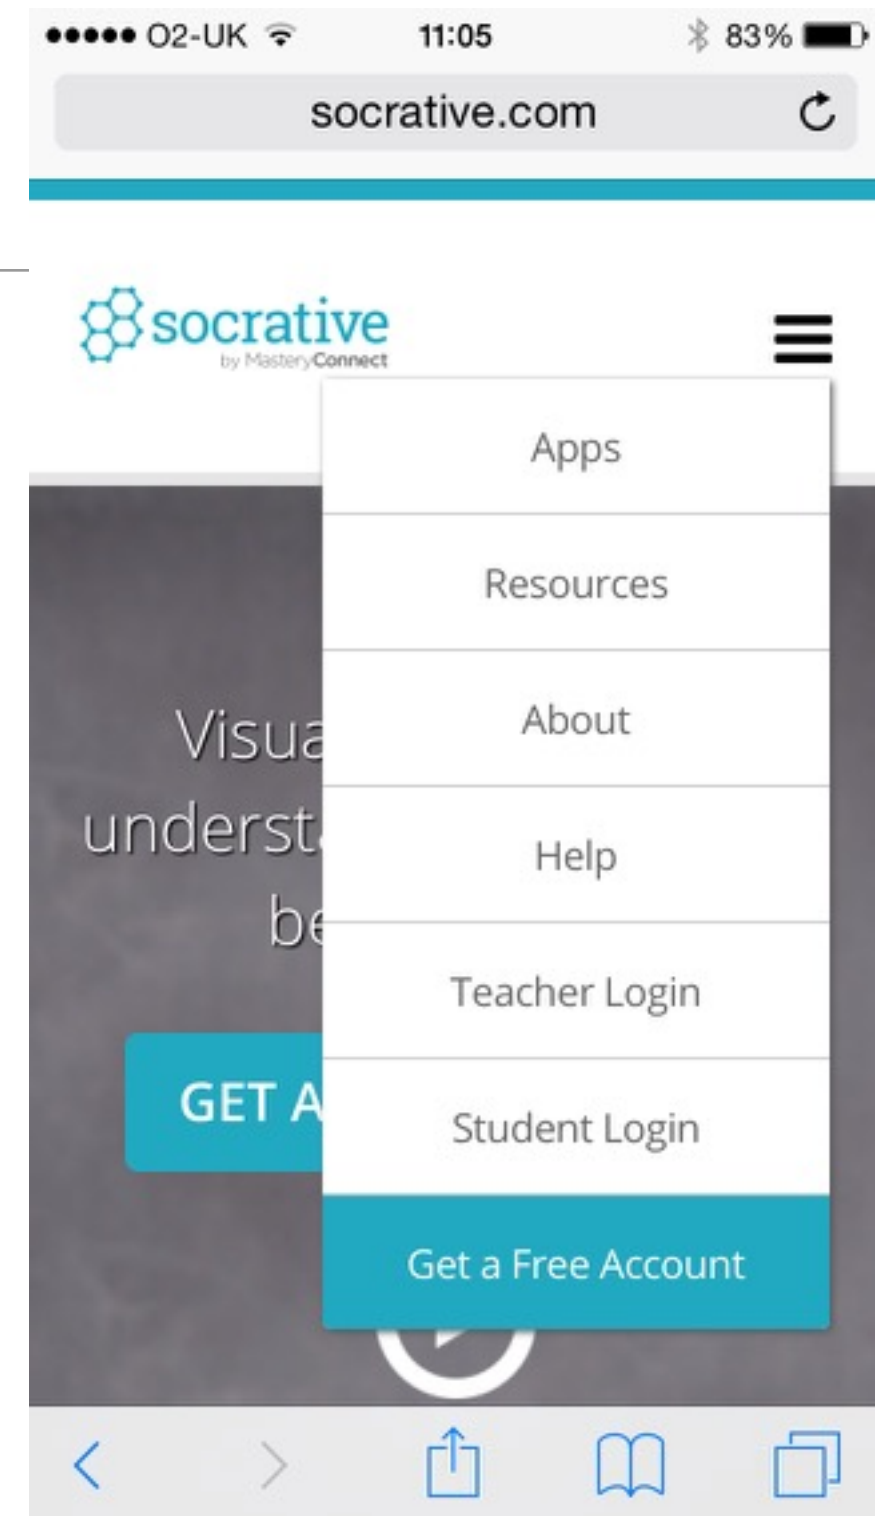 O2-UK 11:05 83%
socrative.com
socrative
by MasteryConnect
Apps
Resources
About
Help
Teacher Login
Student Login
Get a Free Account
Visua
underst
be
GET A